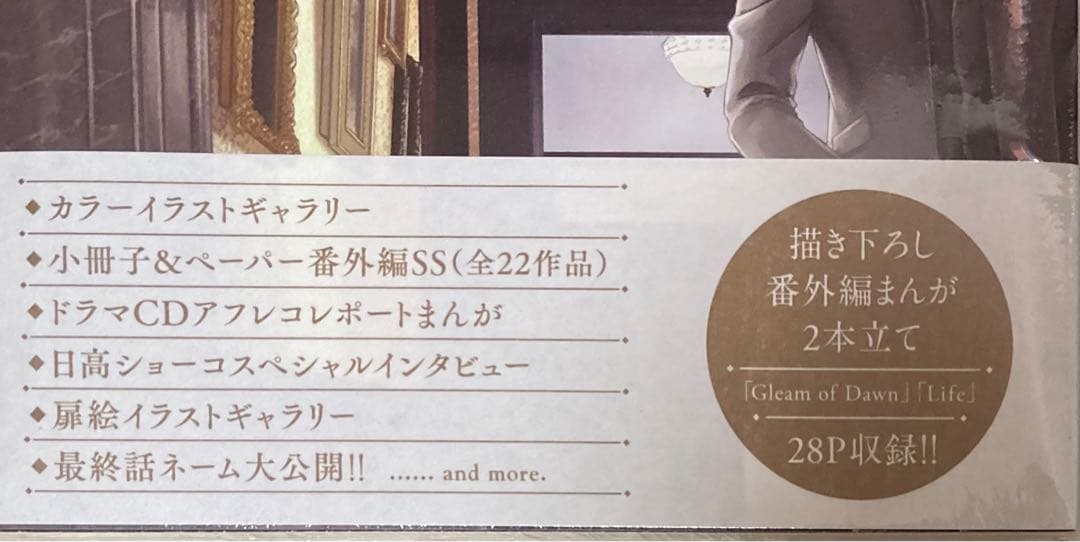 ◆カラーイラストギャラリー
◆小冊子&ペーパー番外編SS(全22作品)
◆ドラマCDアフレコレポートまんが
◆日高ショーコスペシャルインタビュー
◆扉絵イラストギャラリー
◆最終話ネーム大公開!! …… and more.
描き下ろし
番外編まんが
2本立て
「Gleam of Dawn」「Life」
28P収録!!